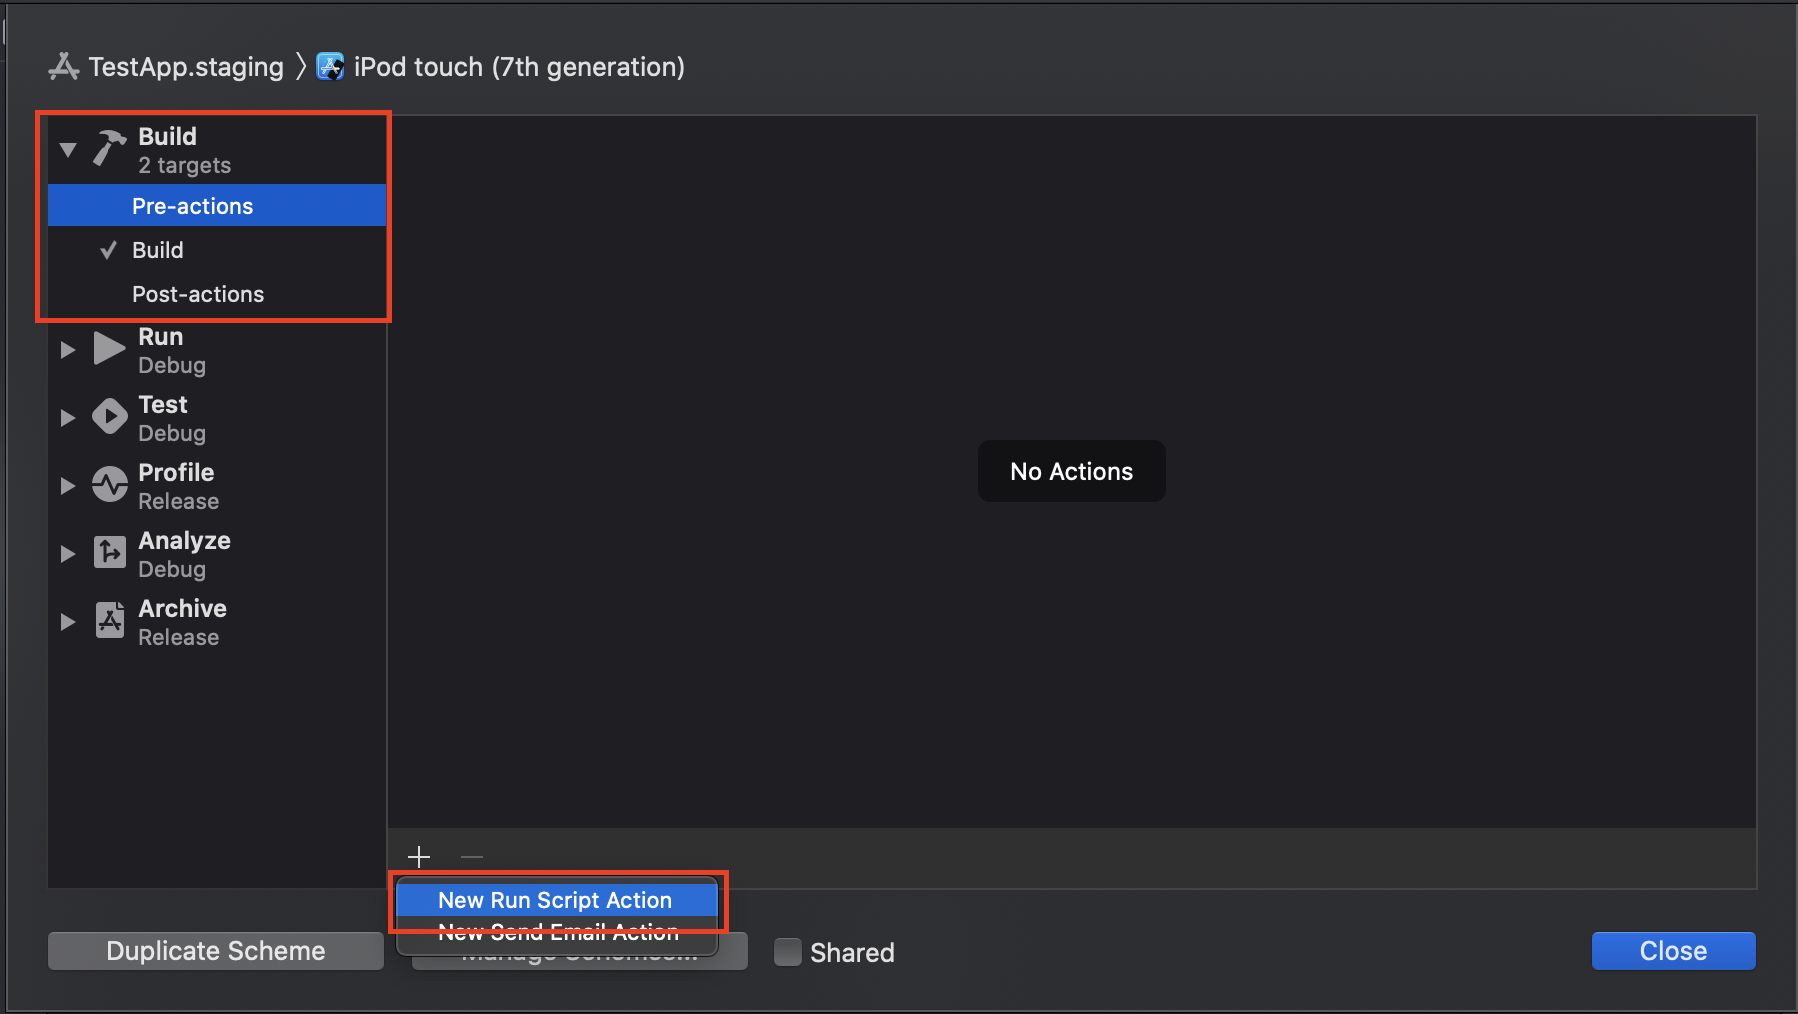 TestApp.staging 〉 iPod touch (7th generation)
Build
2 targets
Pre-actions
Build
Post-actions
Run
Debug
Test
Debug
Profile
Release
Analyze
Debug
Archive
Release
No Actions
New Run Script Action
New Send Email Action
Duplicate Scheme
Manage Schemes...
Shared
Close